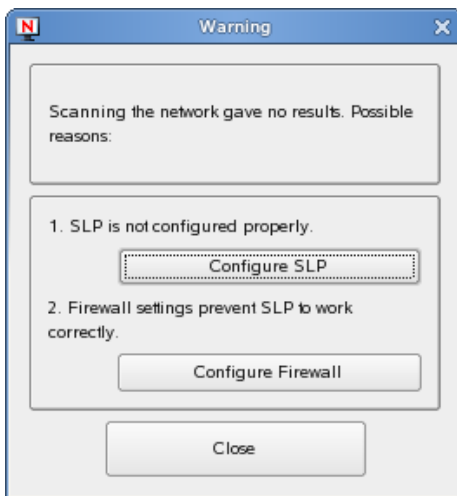 N
Warning
Scanning the network gave no results. Possible
reasons:
1. SLP is not configured properly.
Configure SLP
2. Firewall settings prevent SLP to work
correctly.
Configure Firewall
Close